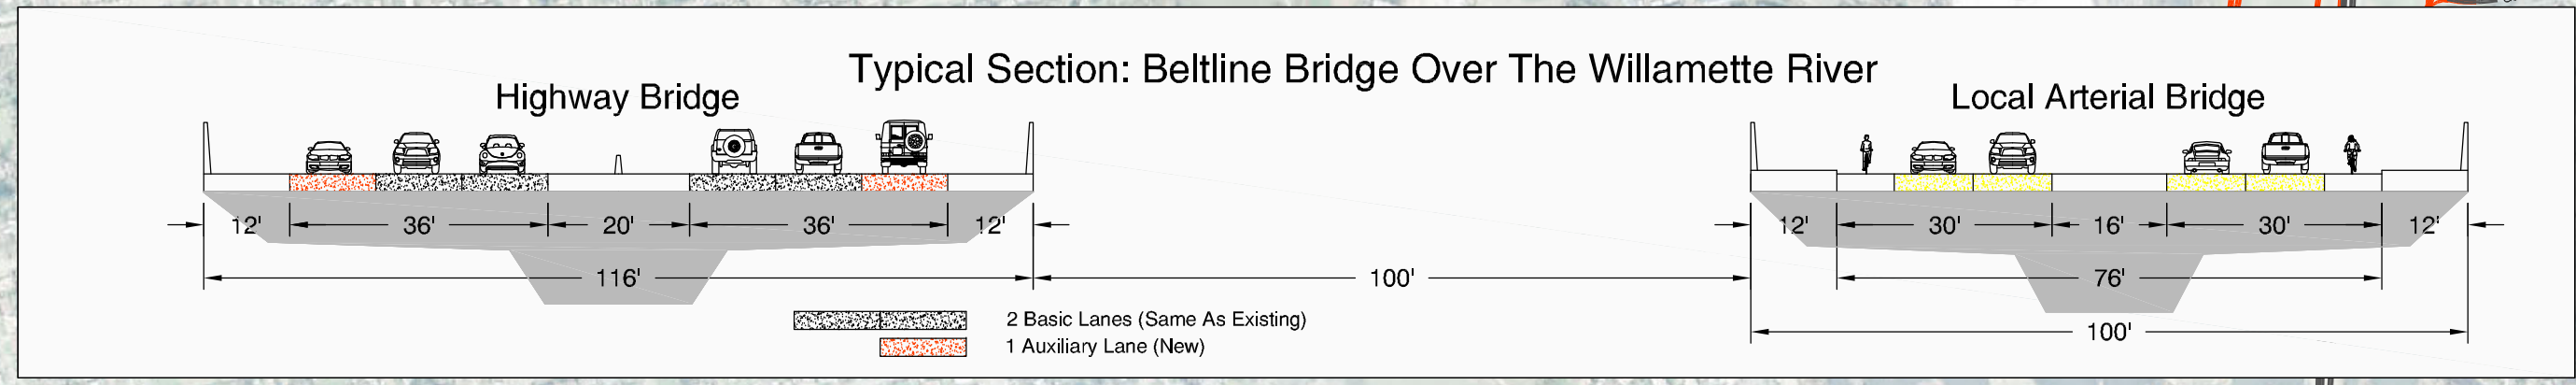 Typical Section: Beltline Bridge Over The Willamette River
Highway Bridge
Local Arterial Bridge
12' 36' 20' 36' 12'
12' 30' 16' 30' 12'
116' 100' 76'
100'
2 Basic Lanes (Same As Existing)
1 Auxiliary Lane (New)